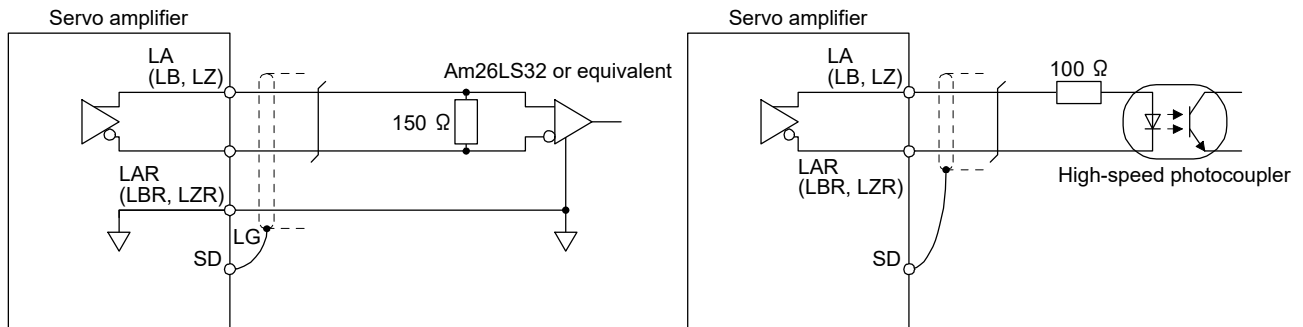 Servo amplifier
LA
(LB, LZ)
Am26LS32 or equivalent
150 Ω
LAR
(LBR, LZR)
LG
SD
Servo amplifier
LA
(LB, LZ)
100 Ω
LAR
(LBR, LZR)
High-speed photocoupler
SD